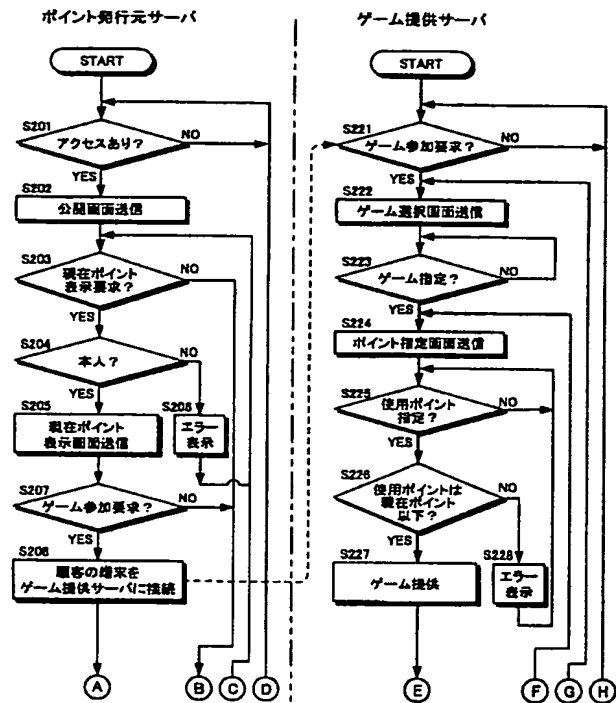 ポイント発行元サーバ
START
S201
アクセスあり？
NO
YES
S202
公開画面送信
S203
現在ポイント
表示要求？
NO
YES
S204
本人？
NO
YES
S205
現在ポイント
表示画面送信
S206
エラー
表示
S207
ゲーム参加要求？
NO
YES
S208
顧客の端末を
ゲーム提供サーバに接続
A
B
C
D
ゲーム提供サーバ
START
S221
ゲーム参加要求？
NO
YES
S222
ゲーム選択画面送信
S223
ゲーム指定？
NO
YES
S224
ポイント指定画面送信
S225
使用ポイント
指定？
NO
YES
S226
使用ポイントは
現在ポイント
以下？
NO
YES
S227
ゲーム提供
S228
エラー
表示
E
F
G
H